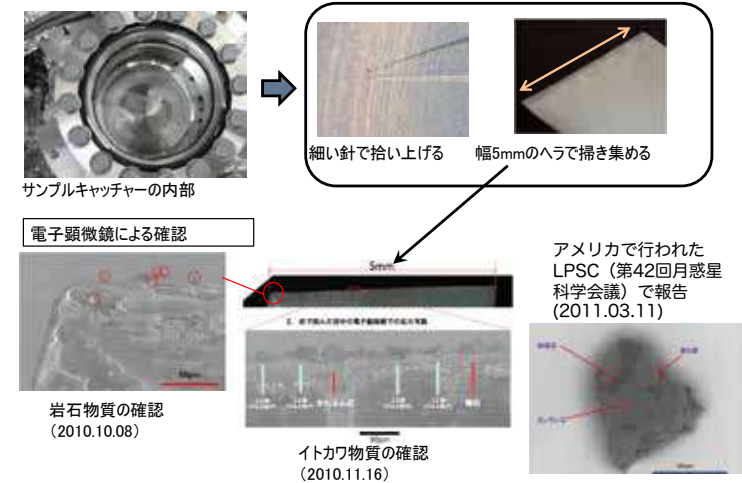 サンプルキャッチャーの内部
細い針で拾い上げる
幅5mmのヘラで掃き集める
電子顕微鏡による確認
5mm
アメリカで行われた
LPSC（第42回月惑星
科学会議）で報告
(2011.03.11)
岩石物質の確認
（2010.10.08）
イトカワ物質の確認
（2010.11.16）